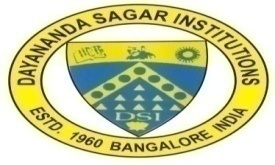 DAYANANDA SAGAR INSTITUTIONS
DSI
ESTD. 1960 BANGALORE INDIA